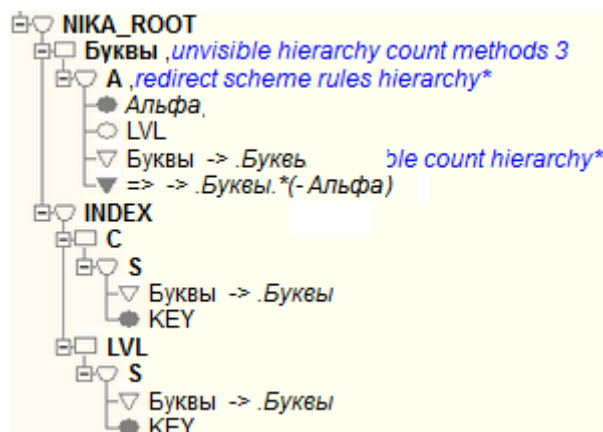 NIKA_ROOT
Буквы ,unvisible hierarchy count methods 3
A ,redirect scheme rules hierarchy*
Альфа
LVL
Буквы -> .Буквы count hierarchy*
=> -> .Буквы.*(-Альфа)
INDEX
C
S
Буквы -> .Буквы
KEY
LVL
S
Буквы -> .Буквы
KEY